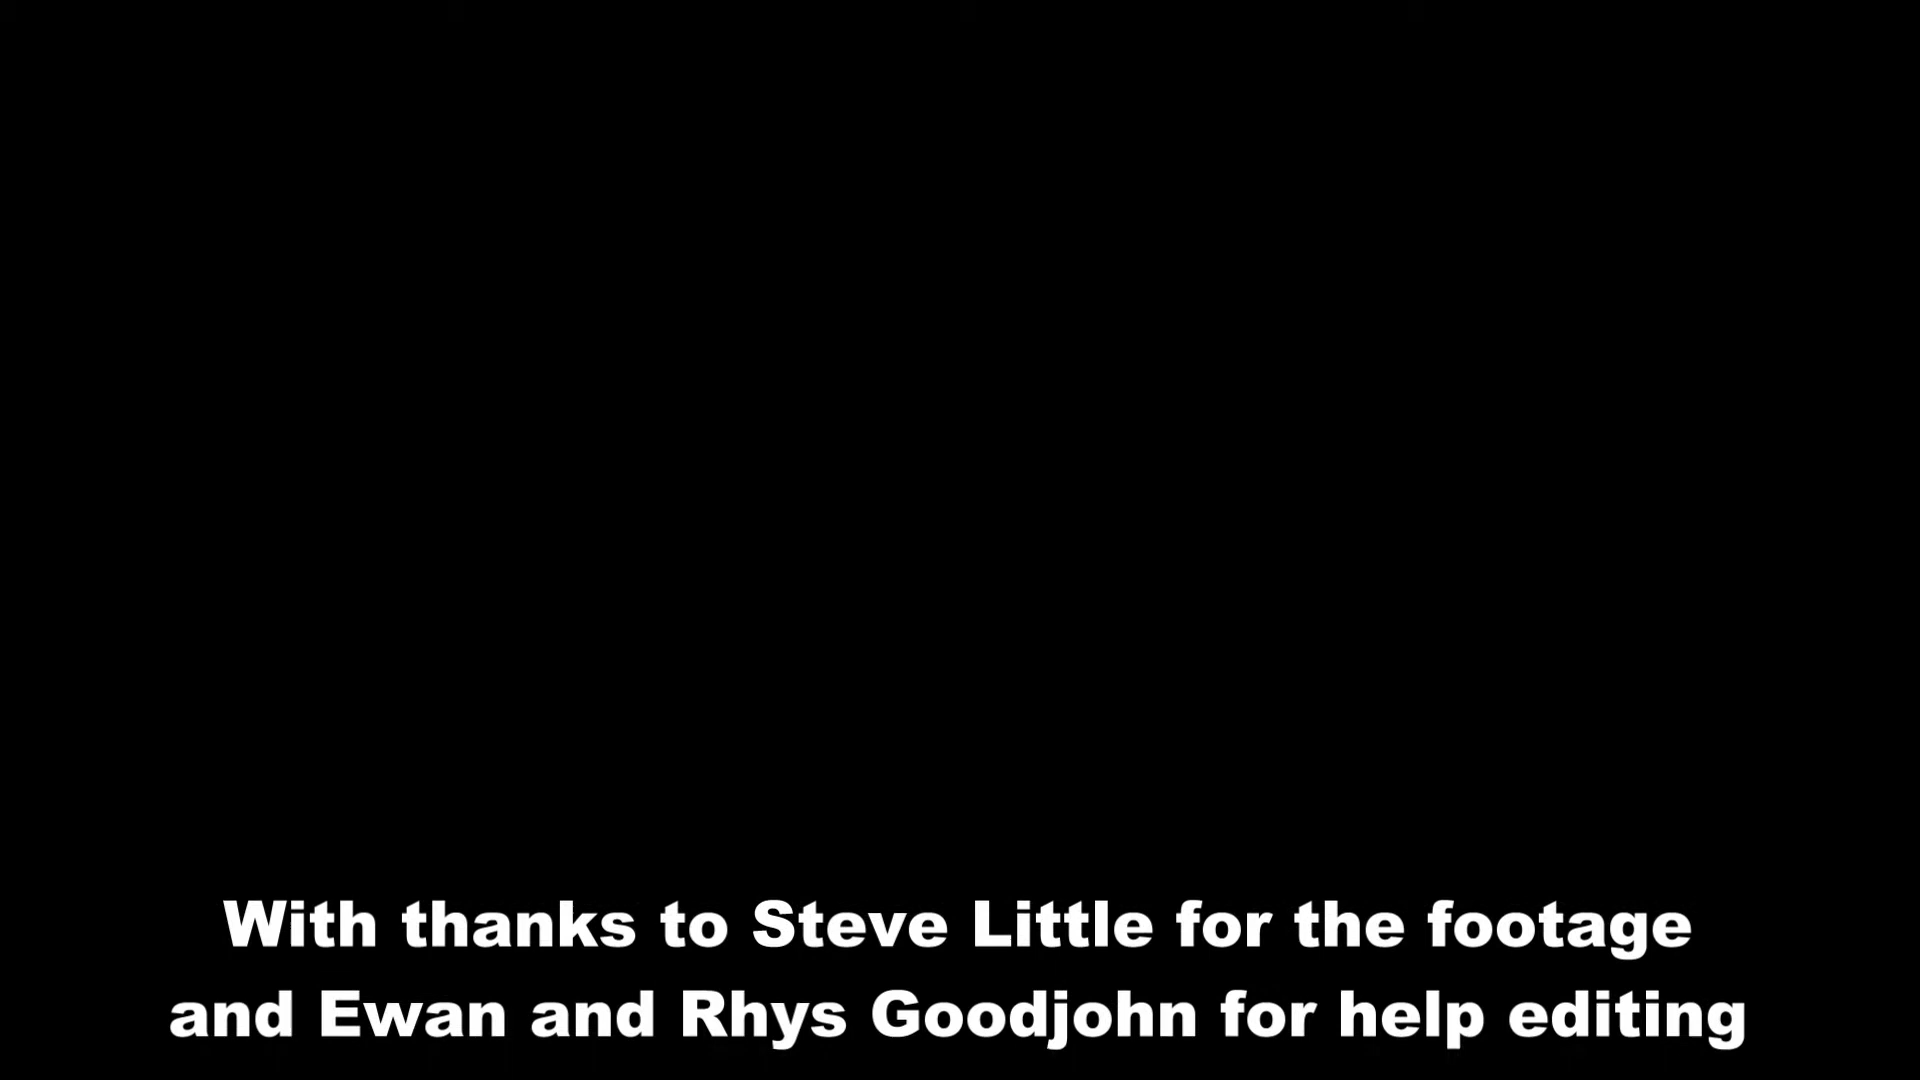 With thanks to Steve Little for the footage
and Ewan and Rhys Goodjohn for help editing